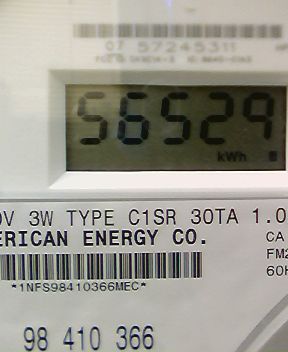 07 57245311
56529
kWh
0V 3W TYPE C1SR 30TA 1.0
ERICAN ENERGY CO.
CA
FM2
60H
*1NFS98410366MEC*
98 410 366